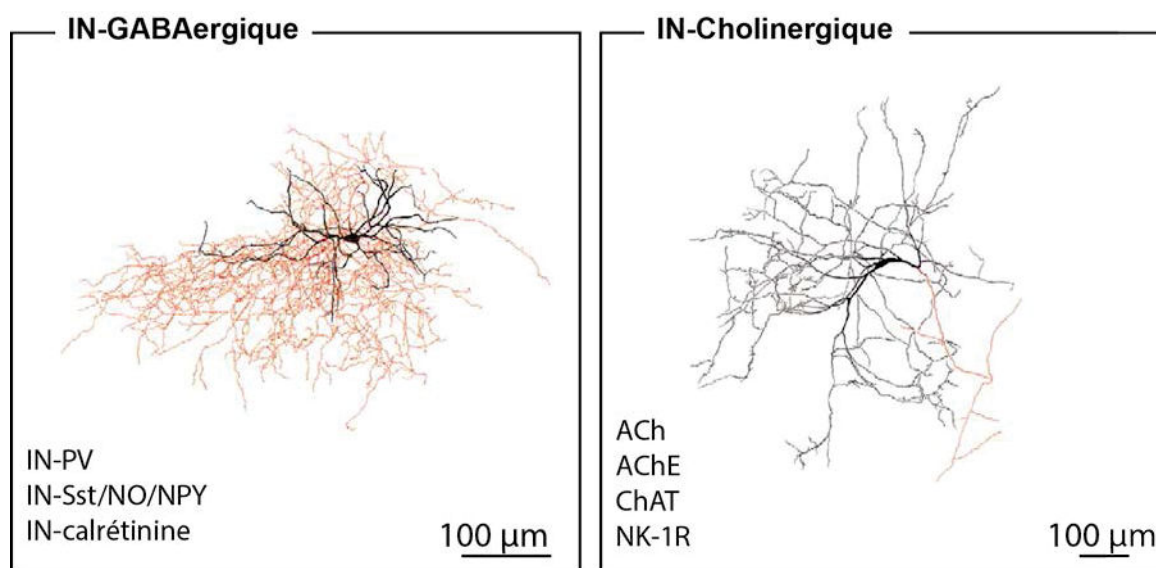 IN-GABAergique
IN-PV
IN-Sst/NO/NPY
IN-calrétinine
100 µm
IN-Cholinergique
ACh
AChE
ChAT
NK-1R
100 µm